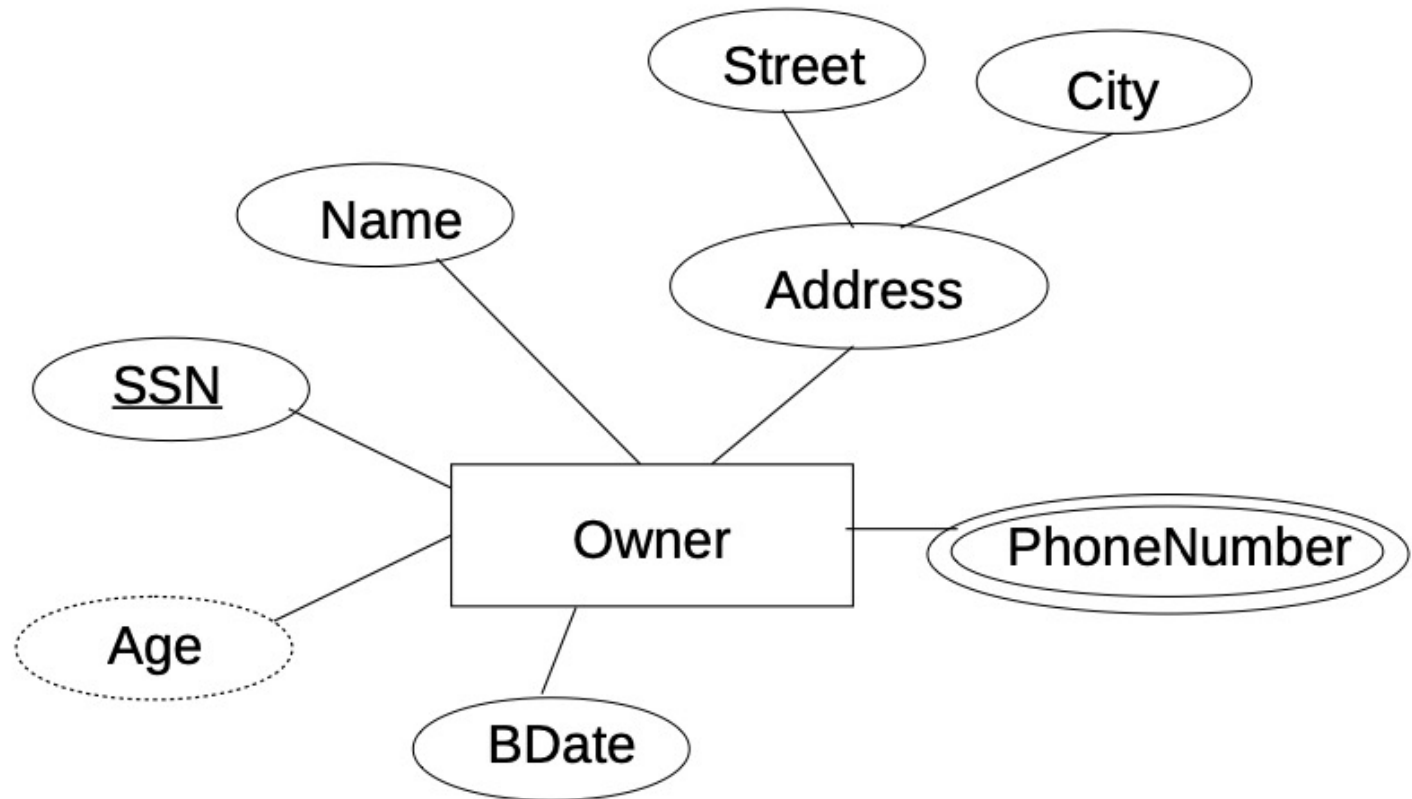 Street
City
Name
Address
SSN
Owner
PhoneNumber
Age
BDate